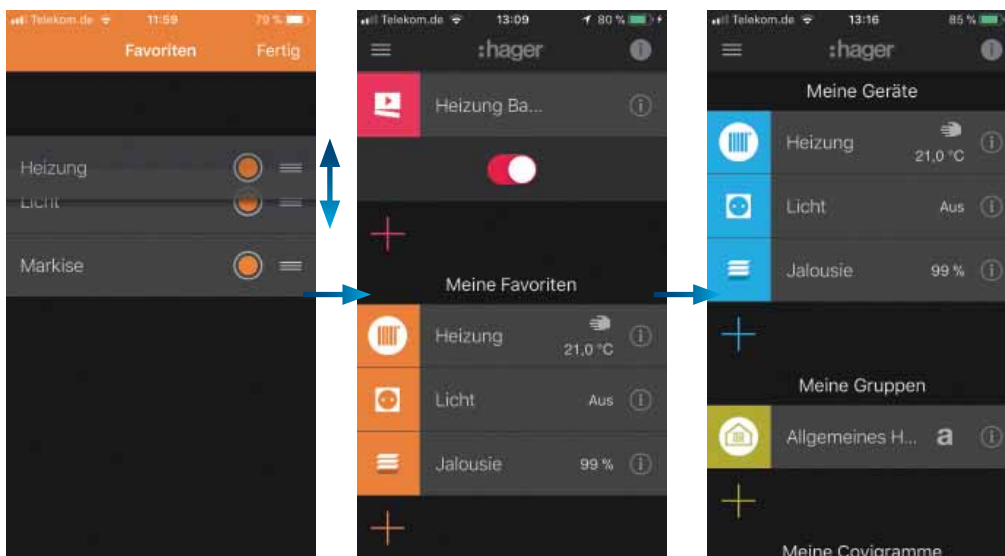 Telekom.de 11:59 79 %
Favoriten Fertig
Heizung
Licht
Markise
Telekom.de 13:09 80 %
:hager
Heizung Ba...
Meine Favoriten
Heizung 21,0 °C
Licht Aus
Jalousie 99 %
Telekom.de 13:16 85 %
:hager
Meine Geräte
Heizung 21,0 °C
Licht Aus
Jalousie 99 %
Meine Gruppen
Allgemeines H... a
Meine Covigramme